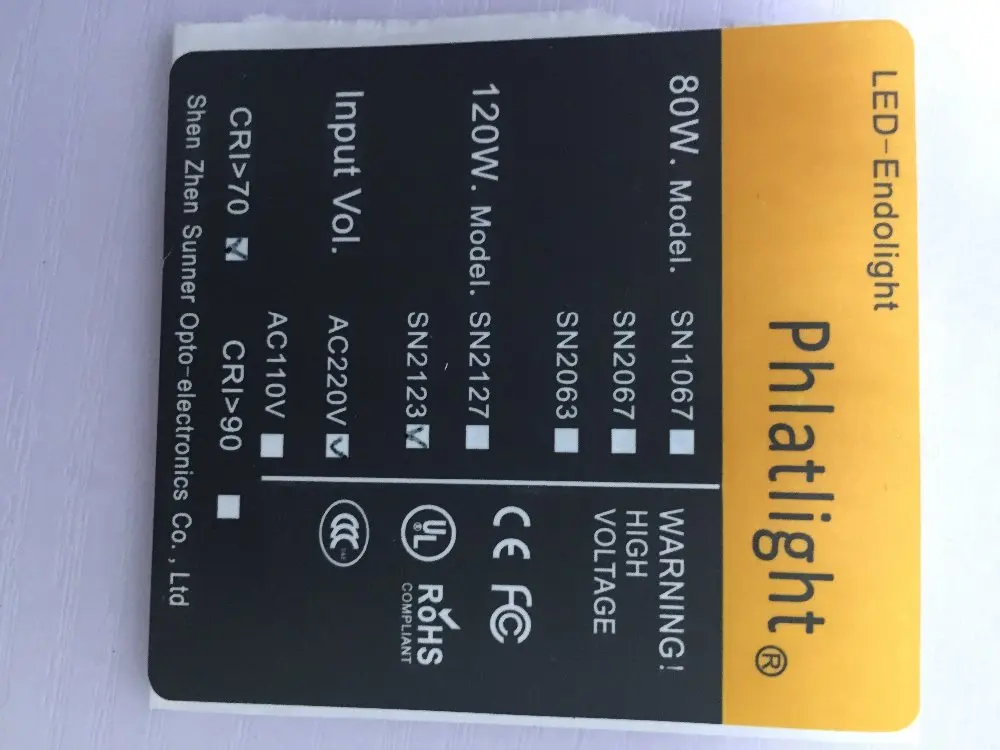 LED-Endolight
Phlatlight®
80W. Model. SN1067 ☐
SN2067 ☐
SN2063 ☐
120W. Model. SN2127 ☐
SN2123 ☑
Input Vol. AC220V ☑
AC110V ☐
CRI>70 ☑ CRI>90 ☐
Shen Zhen Sunner Opto-electronics Co., Ltd
WARNING!
HIGH
VOLTAGE
CE FC
UL® RoHS
COMPLIANT
CCC